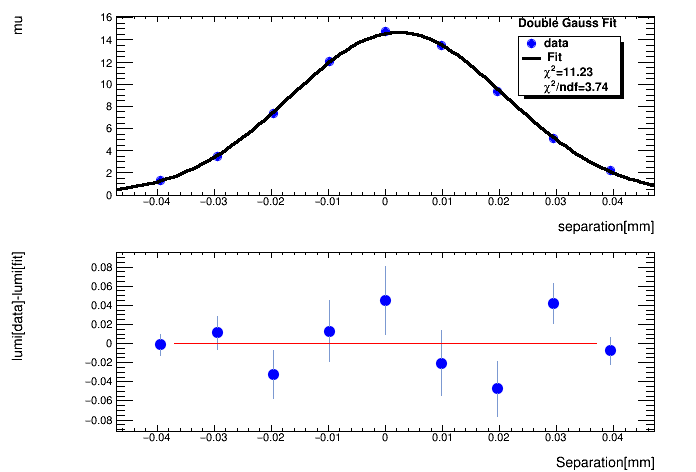 mu
Double Gauss Fit
data
Fit
χ²=11.23
χ²/ndf=3.74
16
14
12
10
8
6
4
2
0
−0.04 −0.03 −0.02 −0.01 0 0.01 0.02 0.03 0.04
separation[mm]
lumi[data]-lumi[fit]
0.08
0.06
0.04
0.02
0
−0.02
−0.04
−0.06
−0.08
−0.04 −0.03 −0.02 −0.01 0 0.01 0.02 0.03 0.04
Separation[mm]